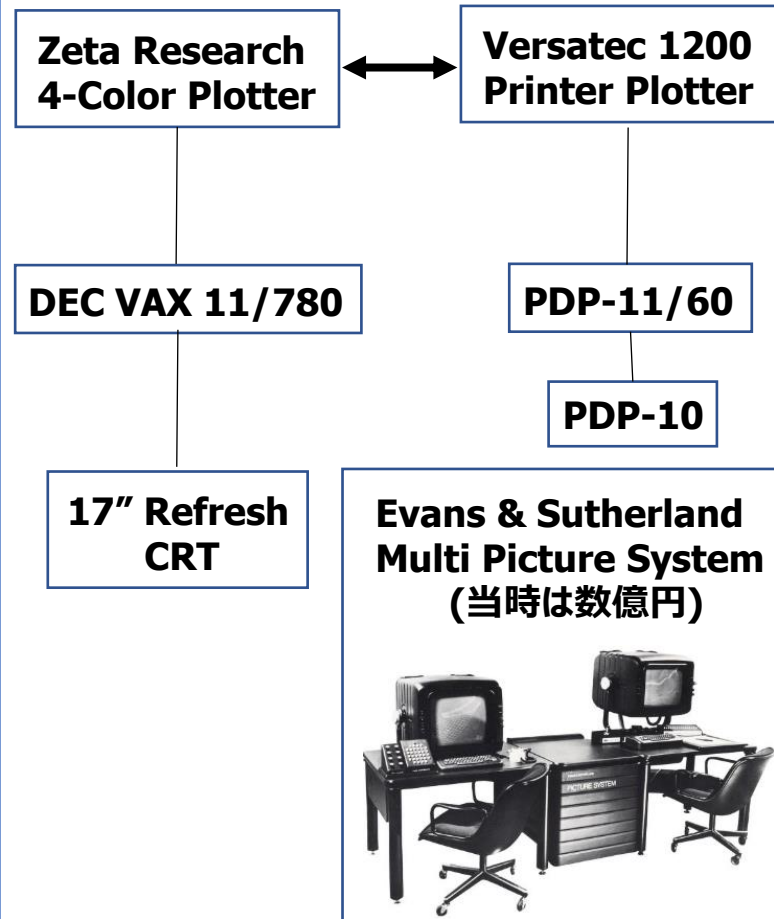 Zeta Research
4-Color Plotter
Versatec 1200
Printer Plotter
DEC VAX 11/780
PDP-11/60
PDP-10
17” Refresh
CRT
Evans & Sutherland
Multi Picture System
(当時は数億円)
PICTURE SYSTEM